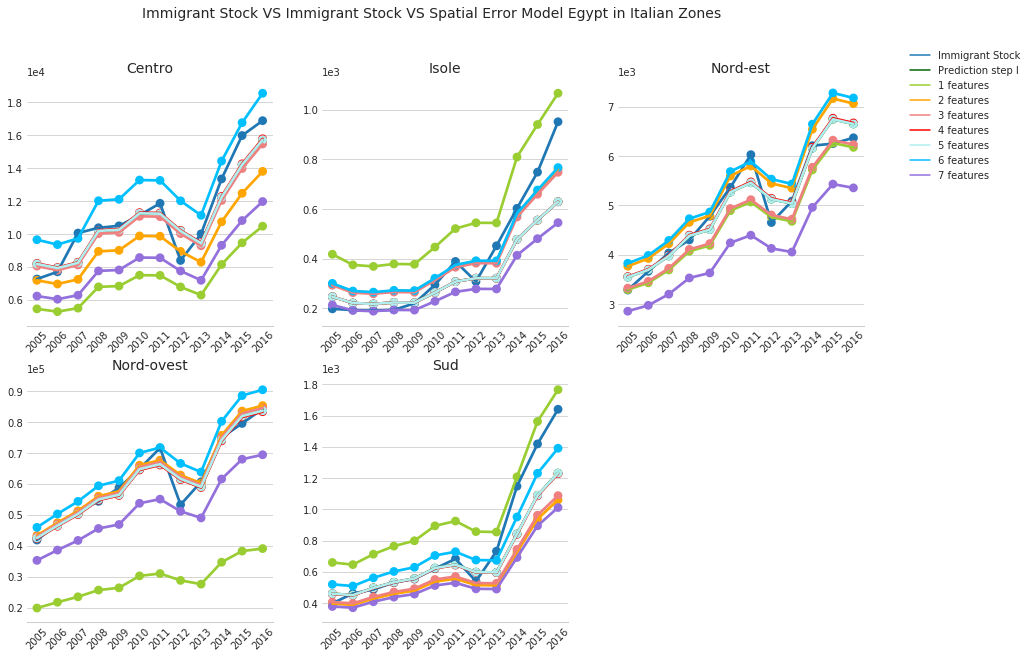 Immigrant Stock VS Immigrant Stock VS Spatial Error Model Egypt in Italian Zones
Immigrant Stock
Prediction step I
1 features
2 features
3 features
4 features
5 features
6 features
7 features
Centro
1e4
1.8
1.6
1.4
1.2
1.0
0.8
0.6
2005 2006 2007 2008 2009 2010 2011 2012 2013 2014 2015 2016
Isole
1e3
1.0
0.8
0.6
0.4
0.2
2005 2006 2007 2008 2009 2010 2011 2012 2013 2014 2015 2016
Nord-est
1e3
7
6
5
4
3
2005 2006 2007 2008 2009 2010 2011 2012 2013 2014 2015 2016
Nord-ovest
1e5
0.9
0.8
0.7
0.6
0.5
0.4
0.3
0.2
2005 2006 2007 2008 2009 2010 2011 2012 2013 2014 2015 2016
Sud
1e3
1.8
1.6
1.4
1.2
1.0
0.8
0.6
0.4
2005 2006 2007 2008 2009 2010 2011 2012 2013 2014 2015 2016